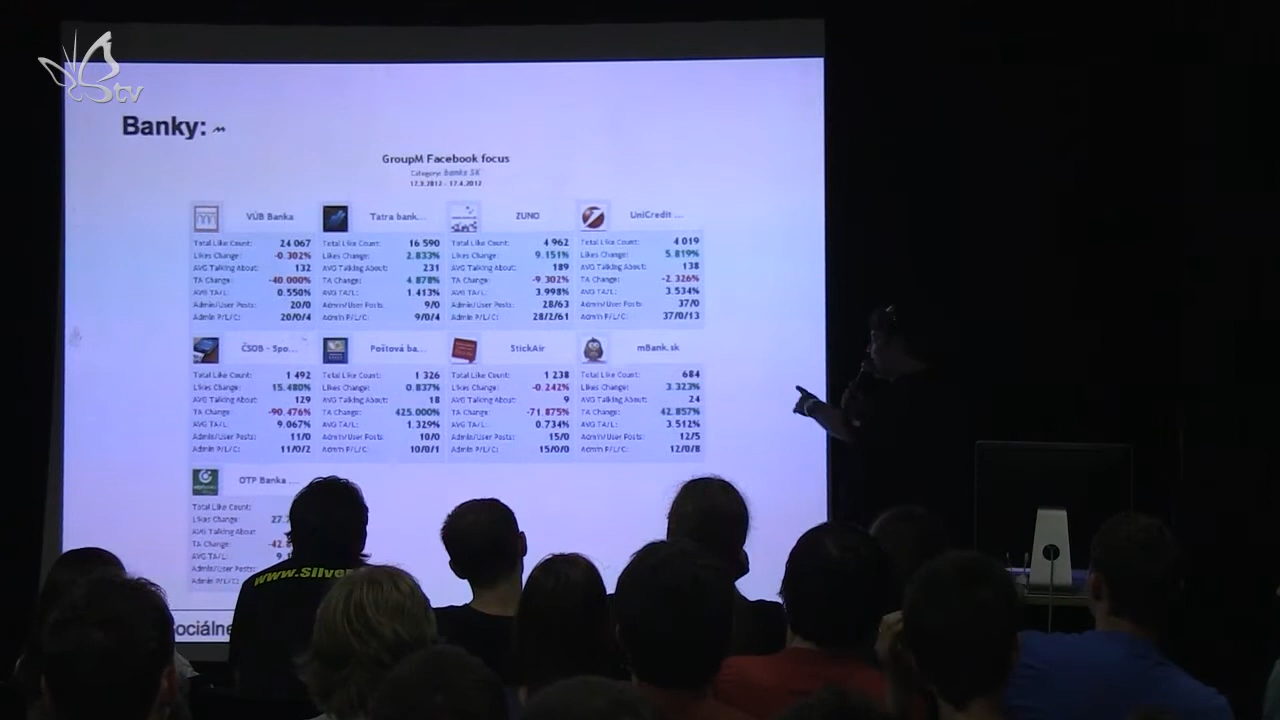 tv
Banky:
GroupM Facebook focus
Category: banks SK
17.3.2012 - 17.4.2012
VÚB Banka Tatra bank... ZUNO UniCredit ...
Total Like Count: 24 067 Total Like Count: 16 590 Total Like Count: 4 962 Total Like Count: 4 019
Likes Change: -0.302% Likes Change: 2.833% Likes Change: 9.151% Likes Change: 5.819%
AVG Talking About: 132 AVG Talking About: 231 AVG Talking About: 189 AVG Talking About: 138
TA Change: -40.000% TA Change: 4.878% TA Change: -9.302% TA Change: -2.326%
AVG TA/L: 0.550% AVG TA/L: 1.413% AVG TA/L: 3.998% AVG TA/L: 3.534%
Admin/User Posts: 20/0 Admin/User Posts: 9/0 Admin/User Posts: 28/63 Admin/User Posts: 37/0
Admin P/L/C: 20/0/4 Admin P/L/C: 9/0/4 Admin P/L/C: 28/2/61 Admin P/L/C: 37/0/13
ČSOB - Spo... Poštová ba... StickAir mBank.sk
Total Like Count: 1 492 Total Like Count: 1 326 Total Like Count: 1 238 Total Like Count: 684
Likes Change: 15.480% Likes Change: 0.837% Likes Change: -0.242% Likes Change: 3.323%
AVG Talking About: 129 AVG Talking About: 18 AVG Talking About: 9 AVG Talking About: 24
TA Change: -90.476% TA Change: 425.000% TA Change: -71.875% TA Change: 42.857%
AVG TA/L: 9.067% AVG TA/L: 1.329% AVG TA/L: 0.734% AVG TA/L: 3.512%
Admin/User Posts: 11/0 Admin/User Posts: 10/0 Admin/User Posts: 15/0 Admin/User Posts: 12/5
Admin P/L/C: 11/0/2 Admin P/L/C: 10/0/1 Admin P/L/C: 15/0/0 Admin P/L/C: 12/0/8
OTP Banka ...
Total Like Count:
Likes Change: 27.
AVG Talking About:
TA Change: -42.
AVG TA/L: 9.
Admin/User Posts:
Admin P/L/C:
www.Silver
Sociálne